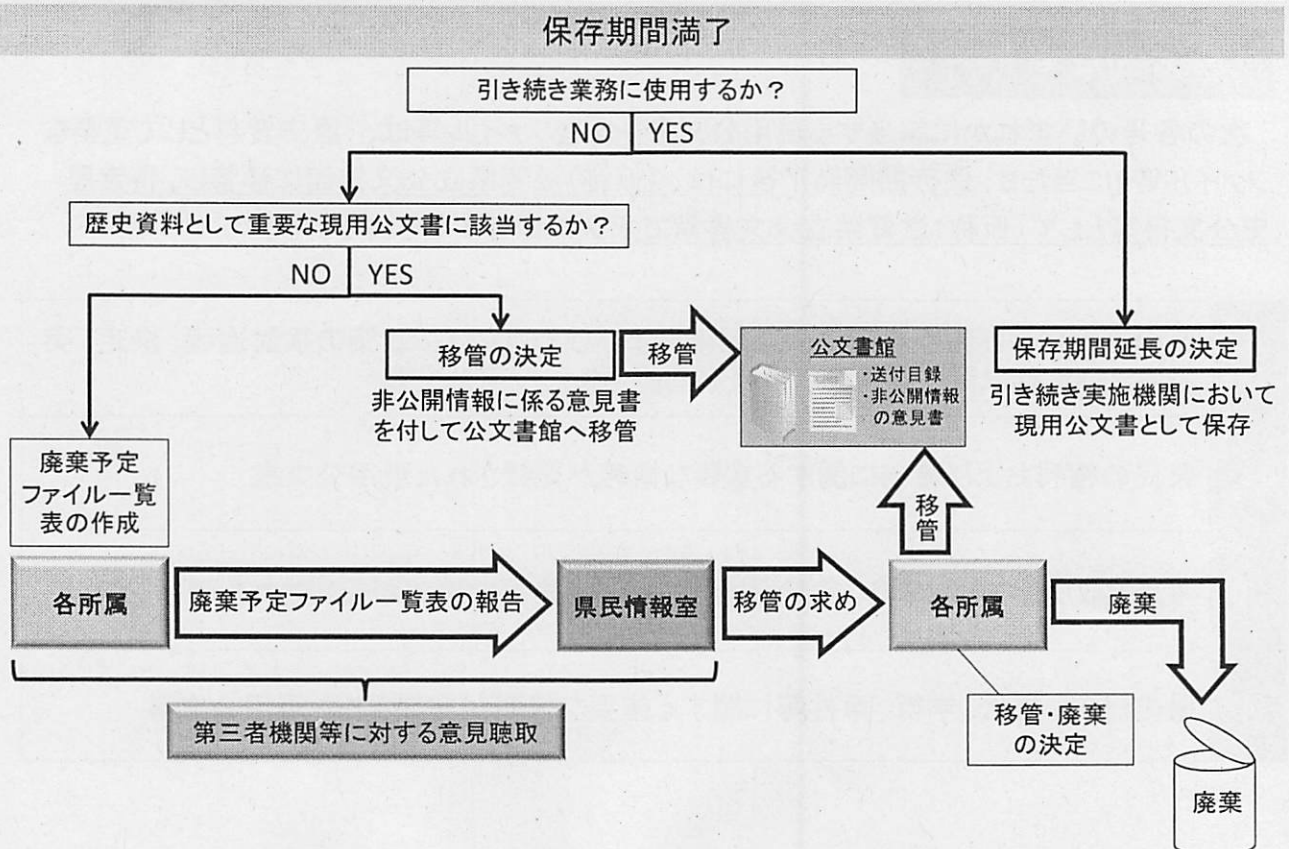 保存期間満了
引き続き業務に使用するか？
NO YES
歴史資料として重要な現用公文書に該当するか？
NO YES
移管の決定
移管
非公開情報に係る意見書
を付して公文書館へ移管
公文書館
・送付目録
・非公開情報
の意見書
保存期間延長の決定
引き続き実施機関において
現用公文書として保存
廃棄予定
ファイル一覧
表の作成
移管
各所属
廃棄予定ファイル一覧表の報告
県民情報室
移管の求め
各所属
廃棄
第三者機関等に対する意見聴取
移管・廃棄
の決定
廃棄